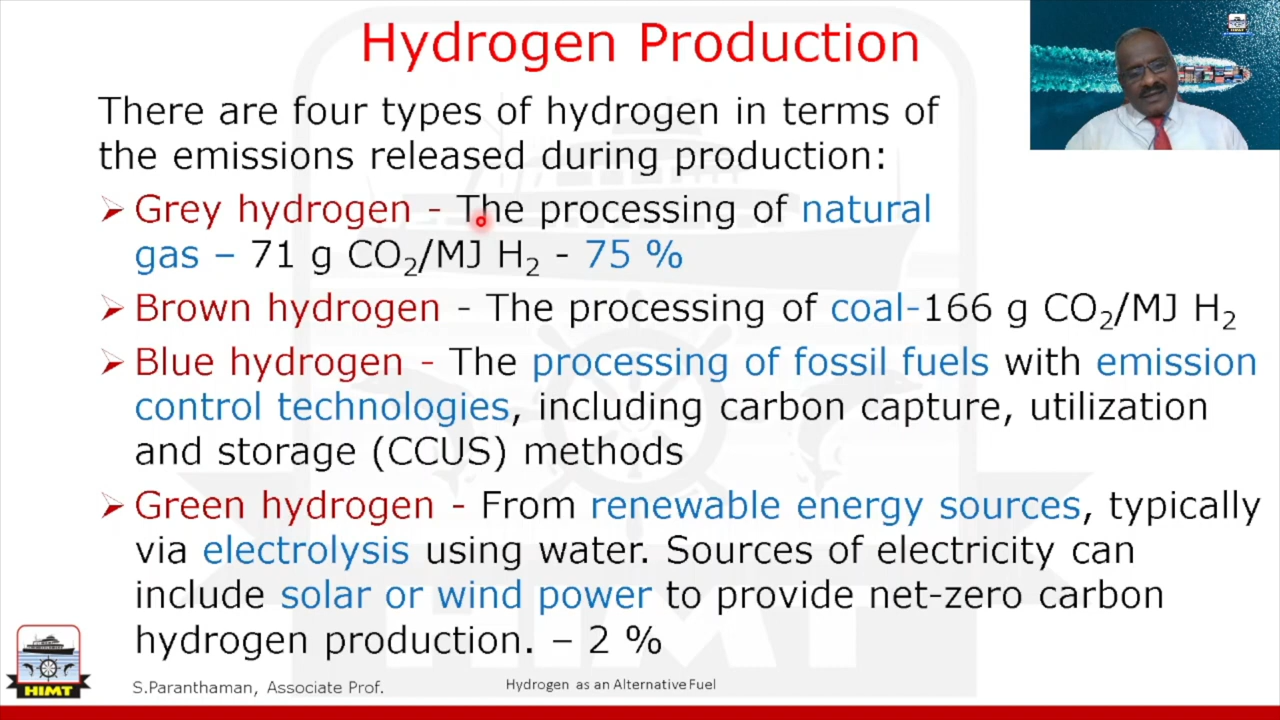 Hydrogen Production
There are four types of hydrogen in terms of
the emissions released during production:
➢ Grey hydrogen - The processing of natural
gas – 71 g CO₂/MJ H₂ - 75 %
➢ Brown hydrogen - The processing of coal-166 g CO₂/MJ H₂
➢ Blue hydrogen - The processing of fossil fuels with emission
control technologies, including carbon capture, utilization
and storage (CCUS) methods
➢ Green hydrogen - From renewable energy sources, typically
via electrolysis using water. Sources of electricity can
include solar or wind power to provide net-zero carbon
hydrogen production. – 2 %
HIMT
S.Paranthaman, Associate Prof.
Hydrogen as an Alternative Fuel
HIMT
HIMT